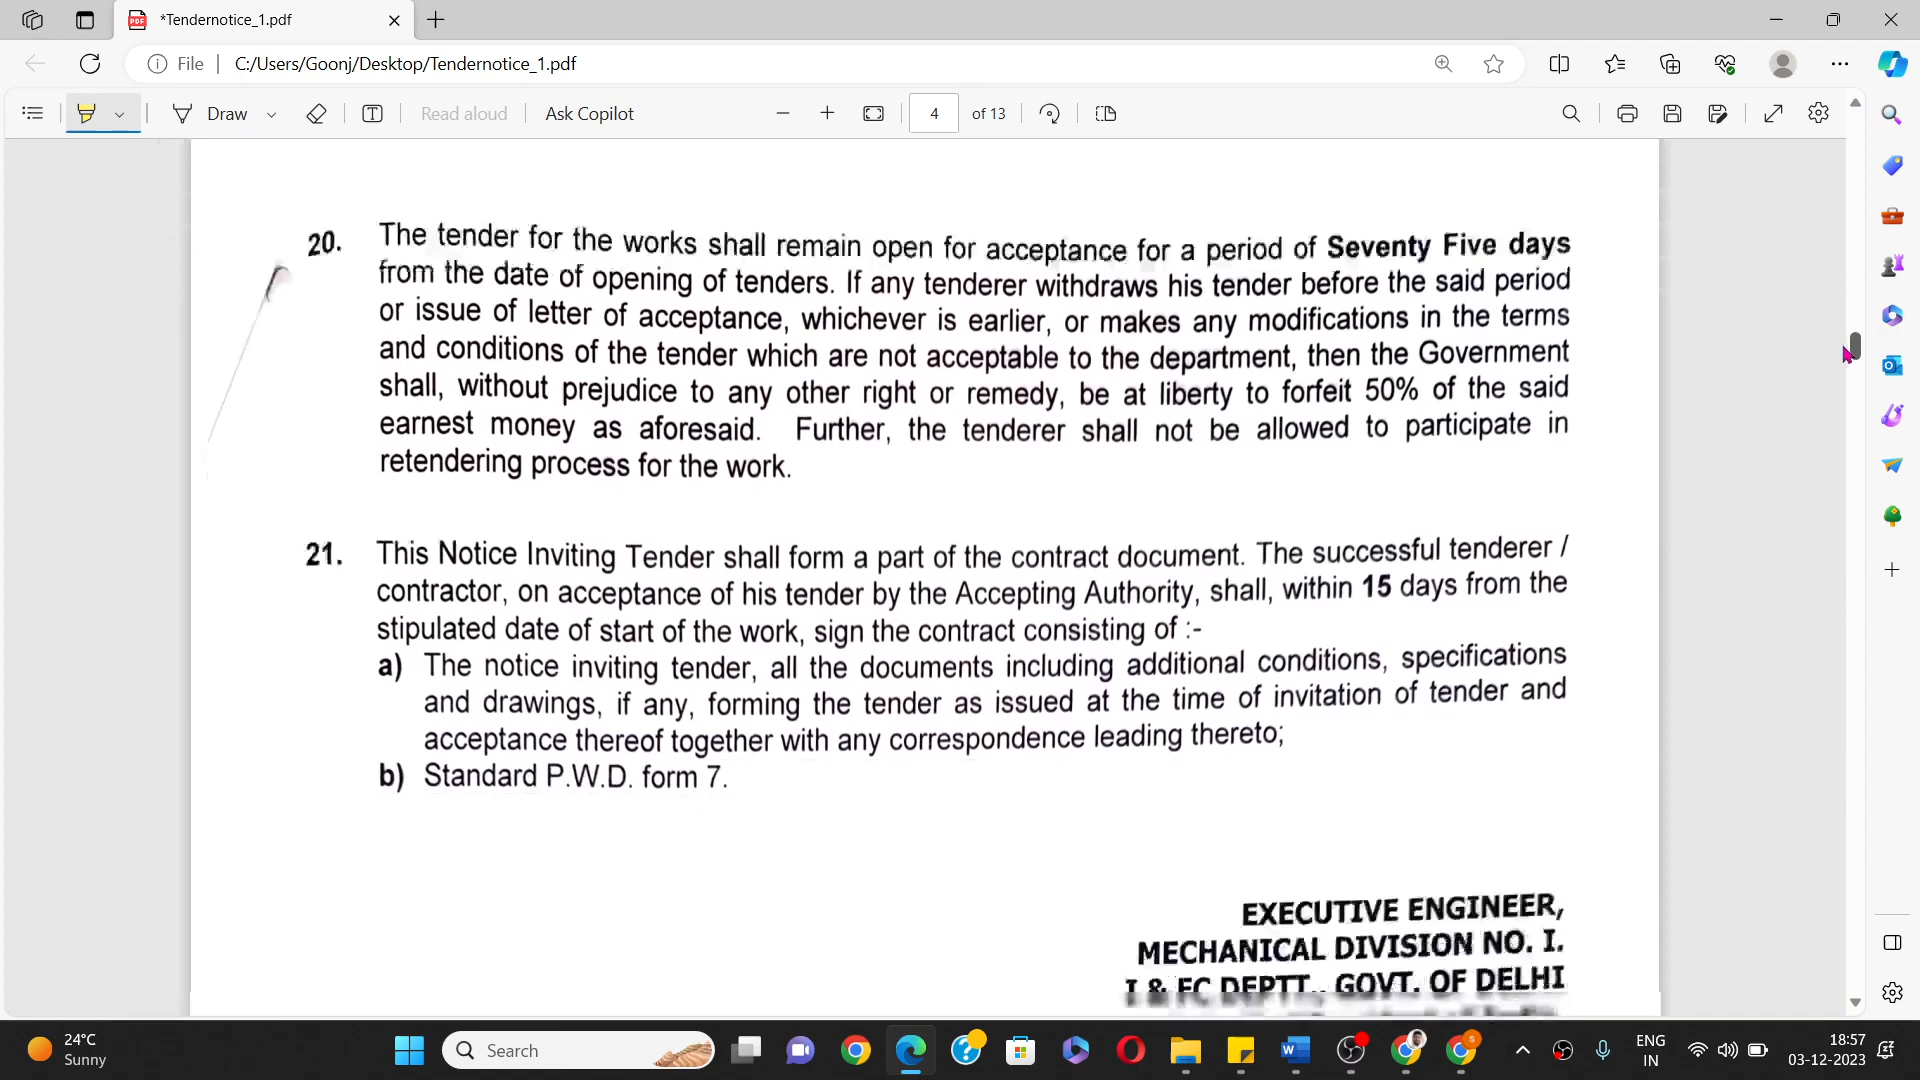 *Tendernotice_1.pdf
File
C:/Users/Goonj/Desktop/Tendernotice_1.pdf
Draw
Read aloud
Ask Copilot
4
of 13
20. The tender for the works shall remain open for acceptance for a period of Seventy Five days
from the date of opening of tenders. If any tenderer withdraws his tender before the said period
or issue of letter of acceptance, whichever is earlier, or makes any modifications in the terms
and conditions of the tender which are not acceptable to the department, then the Government
shall, without prejudice to any other right or remedy, be at liberty to forfeit 50% of the said
earnest money as aforesaid. Further, the tenderer shall not be allowed to participate in
retendering process for the work.
21. This Notice Inviting Tender shall form a part of the contract document. The successful tenderer /
contractor, on acceptance of his tender by the Accepting Authority, shall, within 15 days from the
stipulated date of start of the work, sign the contract consisting of :-
a) The notice inviting tender, all the documents including additional conditions, specifications
and drawings, if any, forming the tender as issued at the time of invitation of tender and
acceptance thereof together with any correspondence leading thereto;
b) Standard P.W.D. form 7.
EXECUTIVE ENGINEER,
MECHANICAL DIVISION NO. I.
I & FC DEPTT., GOVT. OF DELHI
24°C
Sunny
Search
ENG
IN
18:57
03-12-2023